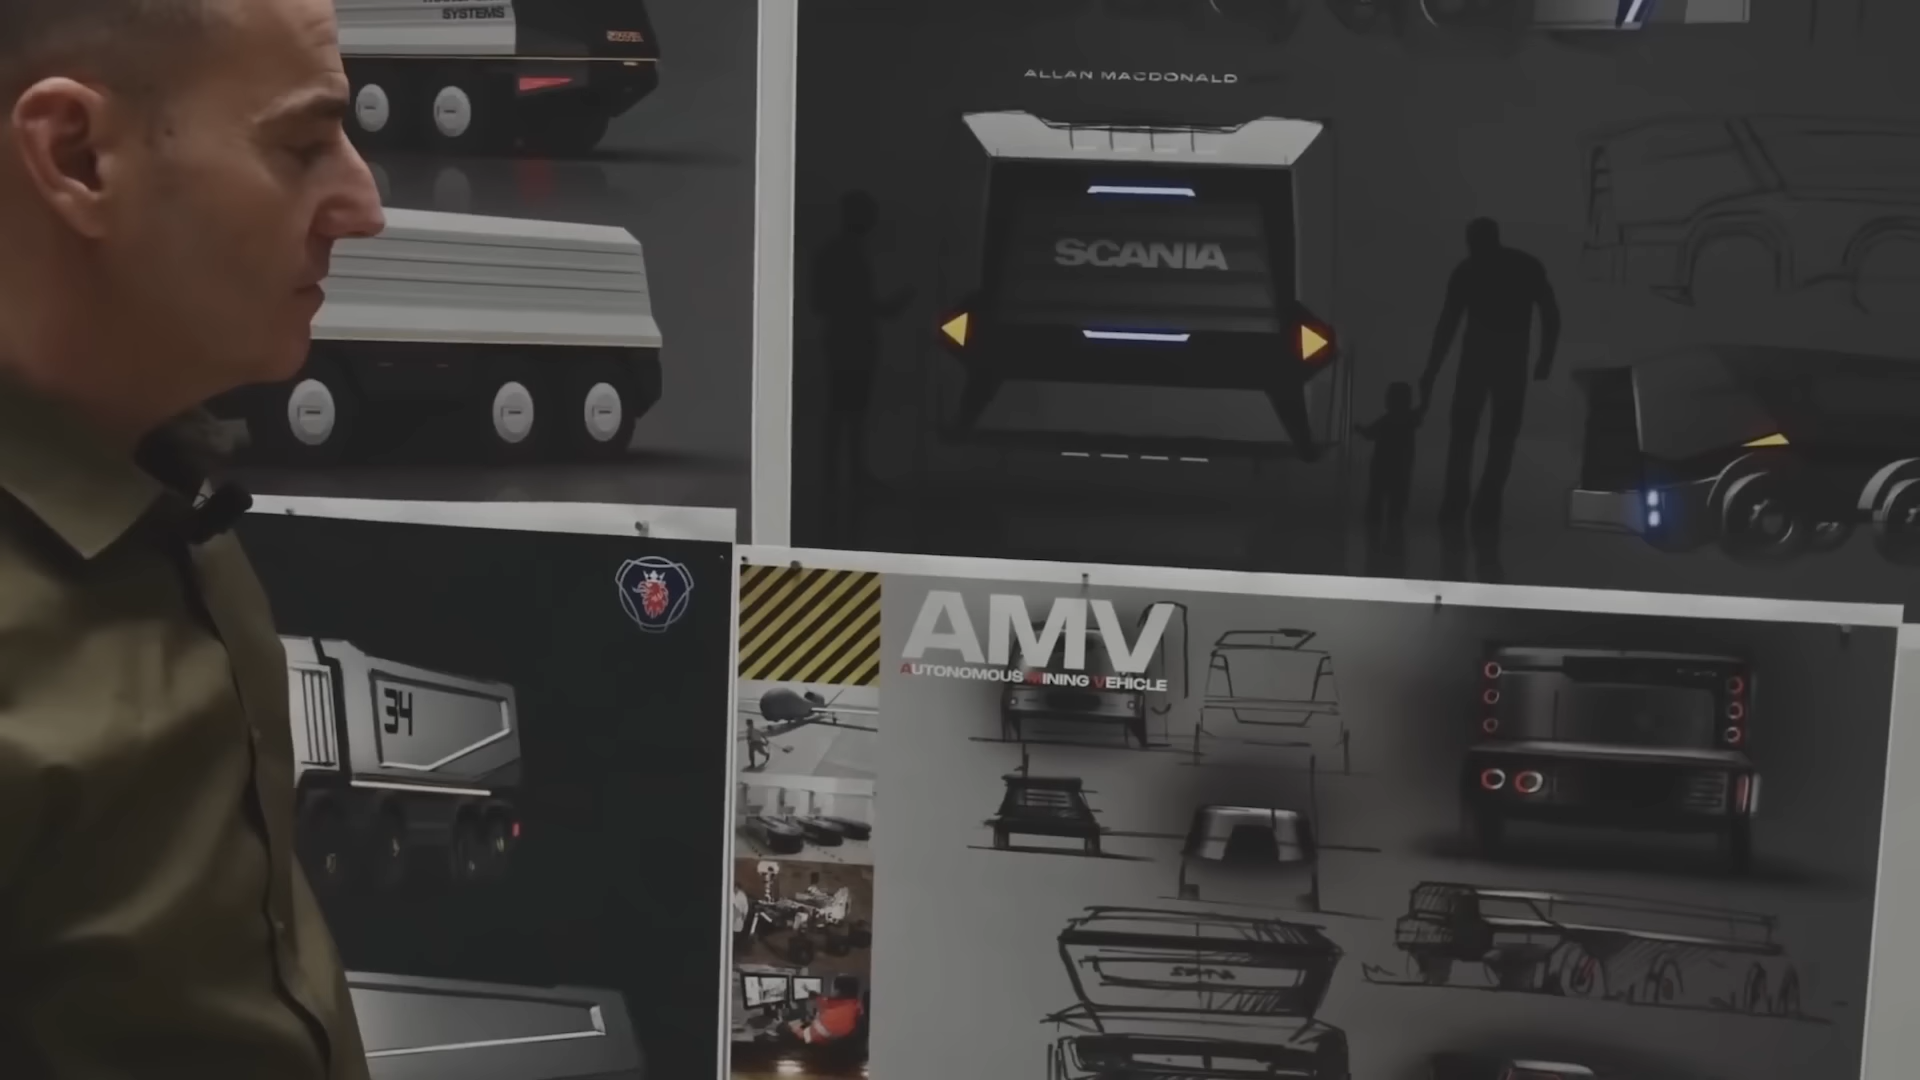 SYSTEMS
ALLAN MACDONALD
SCANIA
34
AMV
AUTONOMOUS MINING VEHICLE